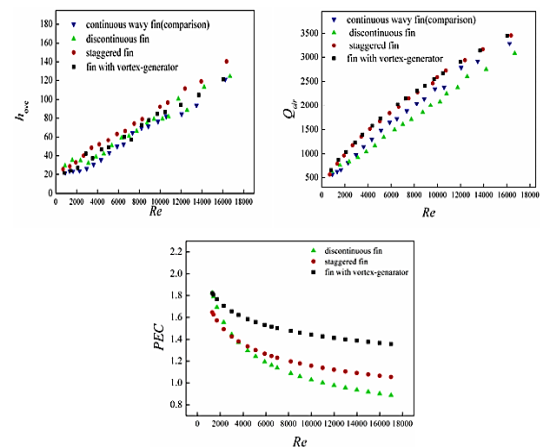 continuous wavy fin(comparison)
discontinuous fin
staggered fin
fin with vortex-generator
h ove
140
120
100
80
60
40
20
0
0 2000 4000 6000 8000 10000 12000 14000 16000 18000
Re
continuous wavy fin(comparison)
discontinuous fin
staggered fin
fin with vortex-generator
Q air
3500
3000
2500
2000
1500
1000
500
0 2000 4000 6000 8000 10000 12000 14000 16000 18000
Re
discontinuous fin
staggered fin
fin with vortex-generator
PEC
2.2
2.0
1.8
1.6
1.4
1.2
1.0
0.8
0 2000 4000 6000 8000 10000 12000 14000 16000 18000
Re